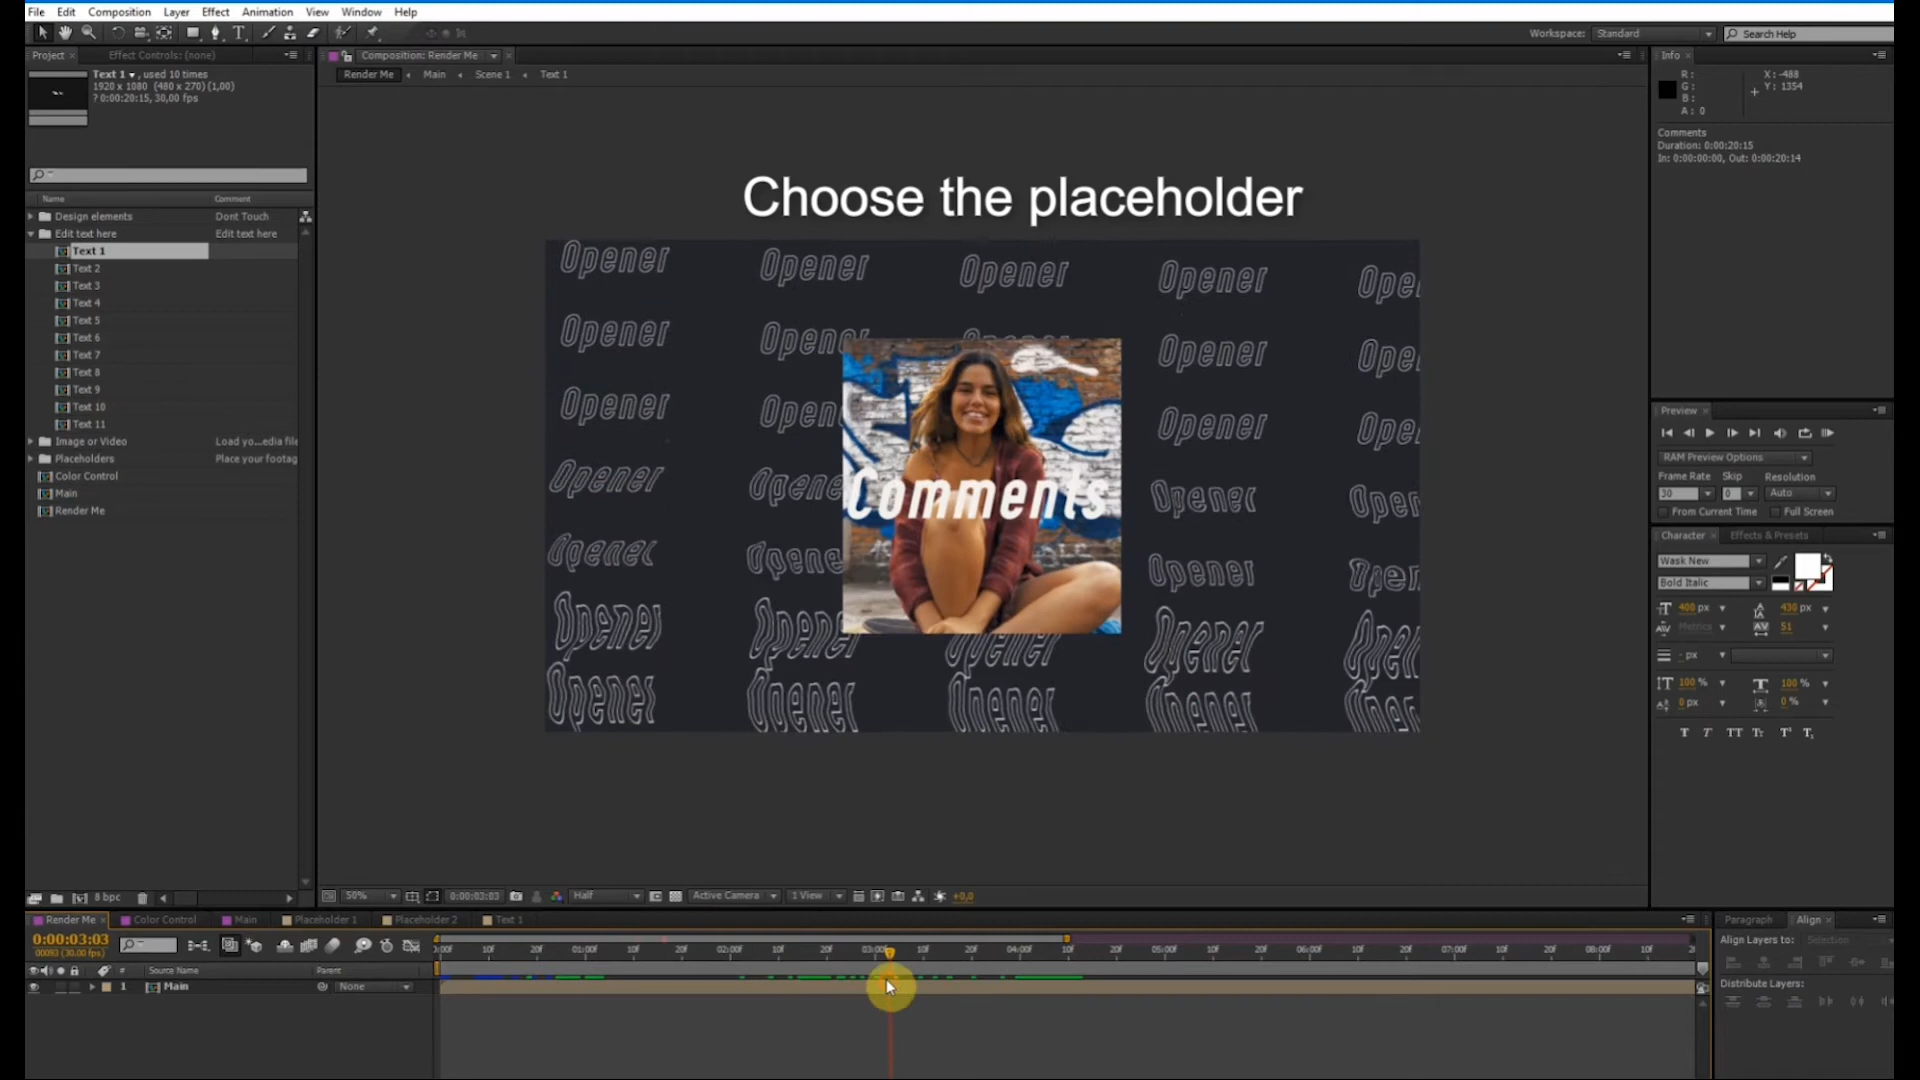 File Edit Composition Layer Effect Animation View Window Help
Workspace: Standard Search Help
Project Effect Controls: (none)
Composition: Render Me
Info
Text 1 , used 10 times
1920 x 1080 (480 x 270) (1,00)
? 0:00:20:15, 30,00 fps
Render Me Main Scene 1 Text 1
R: X: -488
G: Y: 1354
B:
A: 0
Comments
Duration: 0:00:20:15
In: 0:00:00:00, Out: 0:00:20:14
Name Comment
Design elements Dont Touch
Edit text here Edit text here
Text 1
Text 2
Text 3
Text 4
Text 5
Text 6
Text 7
Text 8
Text 9
Text 10
Text 11
Image or Video Load yo...edia file
Placeholders Place your footag
Color Control
Main
Render Me
Choose the placeholder
Opener Opener Opener Opener Ope
Opener Opener Opener Ope
Opener Open Opener Ope
Opener Opene Opener Ope
Opener Opene Opener Oper
Opener Opener Opener Opener Ope
Opener Opener Opener Opener Oper
Comments
Preview
RAM Preview Options
Frame Rate Skip Resolution
30 0 Auto
From Current Time Full Screen
Character Effects & Presets
Wask New
Bold Italic
400 px 430 px
Metrics 51
- px
100 % 100 %
0 px 0 %
T T TT Tr T¹ T₁
8 bpc
50% 0:00:03:03 Half Active Camera 1 View +0,0
Render Me Color Control Main Placeholder 1 Placeholder 2 Text 1
0:00:03:03
00093 (30.00 fps)
0:00f 10f 20f 01:00f 10f 20f 02:00f 10f 20f 03:00f 10f 20f 04:00f 10f 20f 05:00f 10f 20f 06:00f 10f 20f 07:00f 10f 20f 08:00f 10f 2
# Source Name Parent
1 Main None
Paragraph Align
Align Layers to: Selection
Distribute Layers: